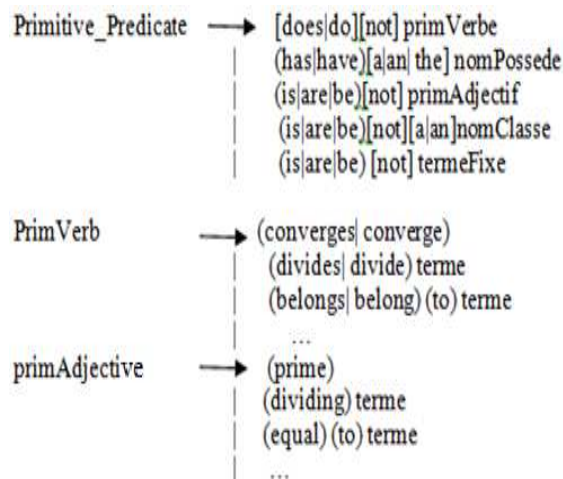 Primitive_Predicate → [does|do][not] primVerbe
| (has|have)[a|an| the] nomPossede
| (is|are|be)[not] primAdjectif
| (is|are|be)[not][a|an]nomClasse
| (is|are|be) [not] termeFixe
PrimVerb → (converges| converge)
| (divides| divide) terme
| (belongs| belong) (to) terme
| ...
primAdjective → (prime)
| (dividing) terme
| (equal) (to) terme
| ...